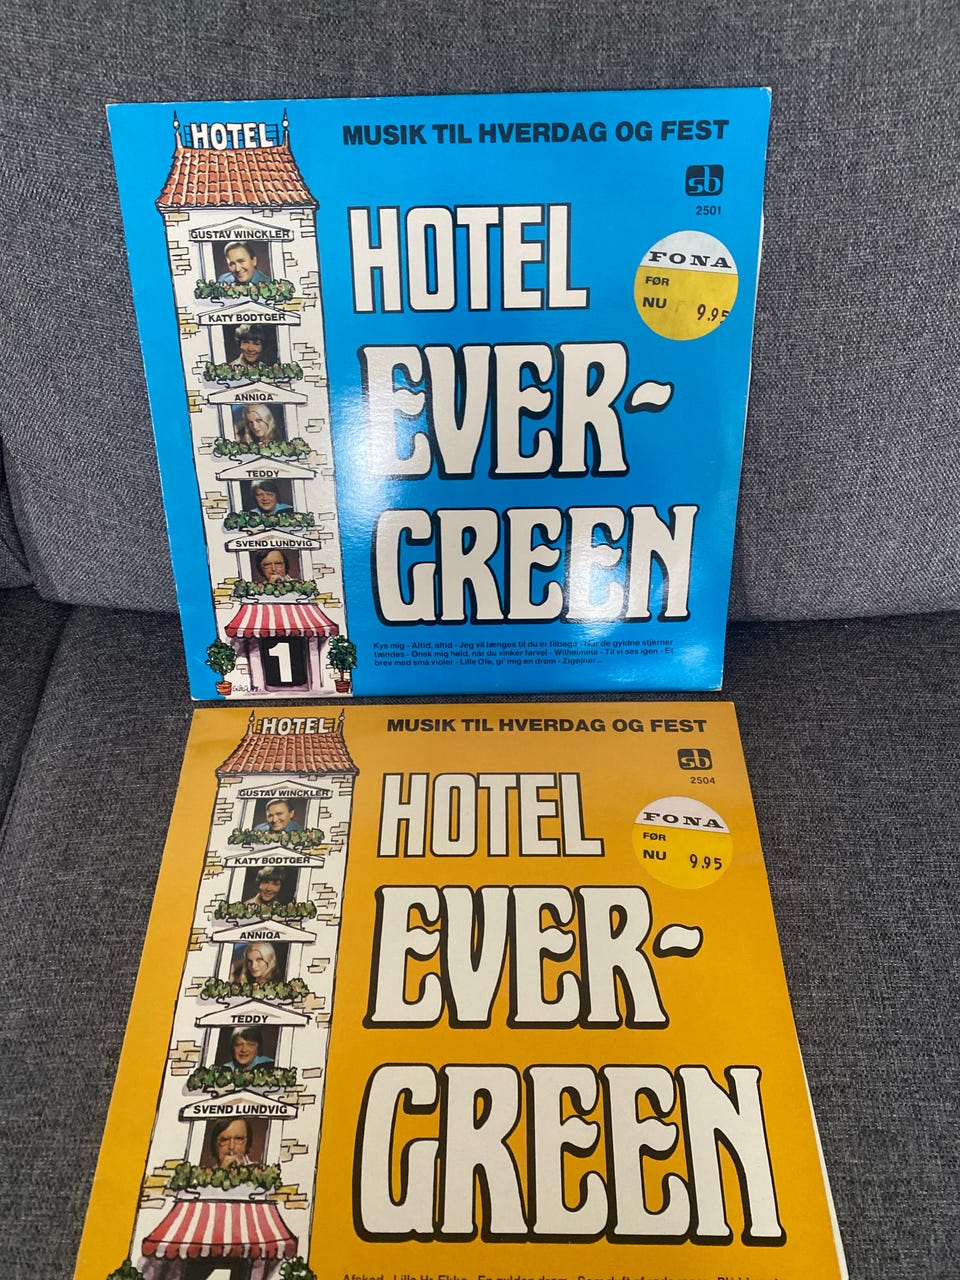 HOTEL
MUSIK TIL HVERDAG OG FEST
sb
2501
GUSTAV WINCKLER
KATY BØDTGER
ANNIQA
TEDDY
SVEND LUNDVIG
1
HOTEL
EVER-
GREEN
FONA
FØR
NU 9.95
Kys mig - Altid, altid - Jeg vil længes til du er tilbage - Når de gyldne stjerner
tændes - Ønsk mig held, når du vinker farvel - Wilhelmina - Til vi ses igen - Et
brev med små violer - Lille Ole, gi' mig en drøm - Zigøjner...
HOTEL
MUSIK TIL HVERDAG OG FEST
sb
2504
GUSTAV WINCKLER
KATY BØDTGER
ANNIQA
TEDDY
SVEND LUNDVIG
HOTEL
EVER-
GREEN
FONA
FØR
NU 9.95